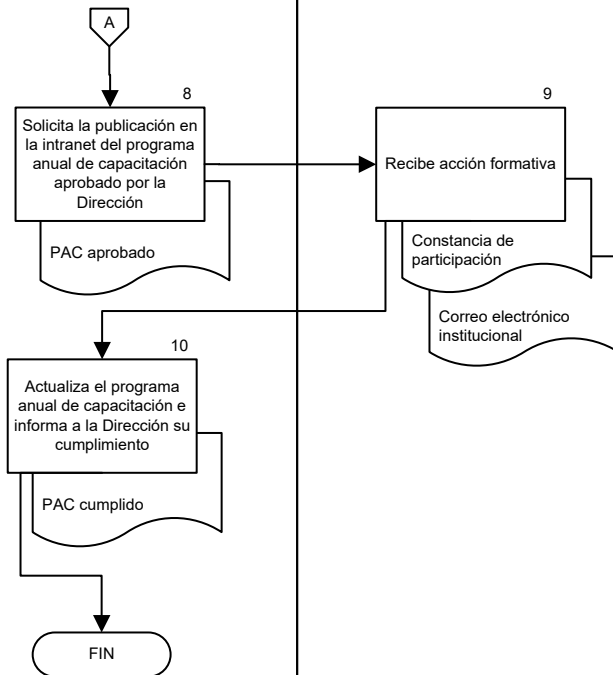 A
8
Solicita la publicación en
la intranet del programa
anual de capacitación
aprobado por la
Dirección
PAC aprobado
9
Recibe acción formativa
Constancia de
participación
Correo electrónico
institucional
10
Actualiza el programa
anual de capacitación e
informa a la Dirección su
cumplimiento
PAC cumplido
FIN